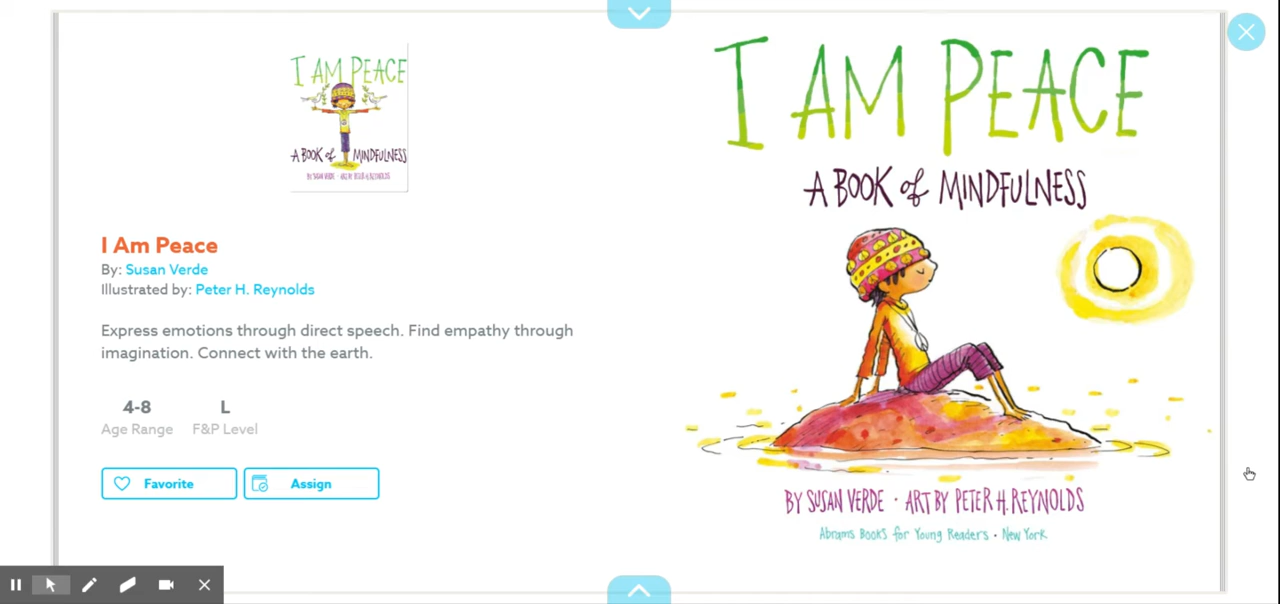 I AM PEACE
A BOOK of MINDFULNESS
BY SUSAN VERDE · ART BY PETER H. REYNOLDS
I Am Peace
By: Susan Verde
Illustrated by: Peter H. Reynolds
Express emotions through direct speech. Find empathy through
imagination. Connect with the earth.
4-8 L
Age Range F&P Level
Favorite Assign
I AM PEACE
A BOOK of MINDFULNESS
BY SUSAN VERDE · ART BY PETER H. REYNOLDS
Abrams Books for Young Readers · New York